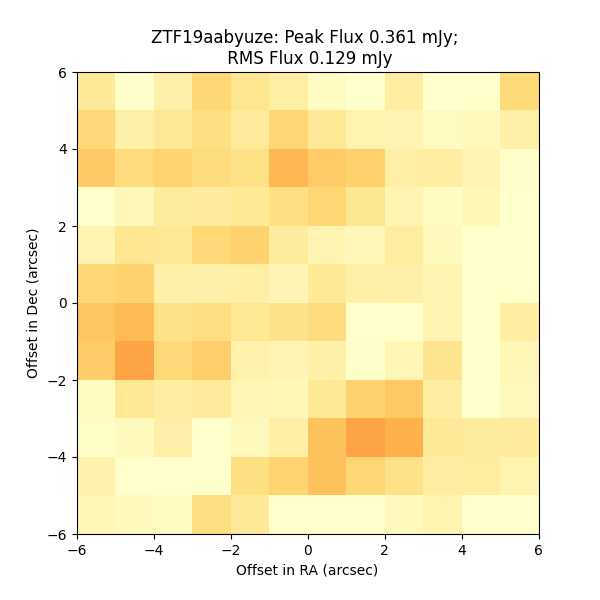 ZTF19aabyuze: Peak Flux 0.361 mJy;
RMS Flux 0.129 mJy
6
4
2
0
−2
−4
−6
Offset in Dec (arcsec)
−6 −4 −2 0 2 4 6
Offset in RA (arcsec)